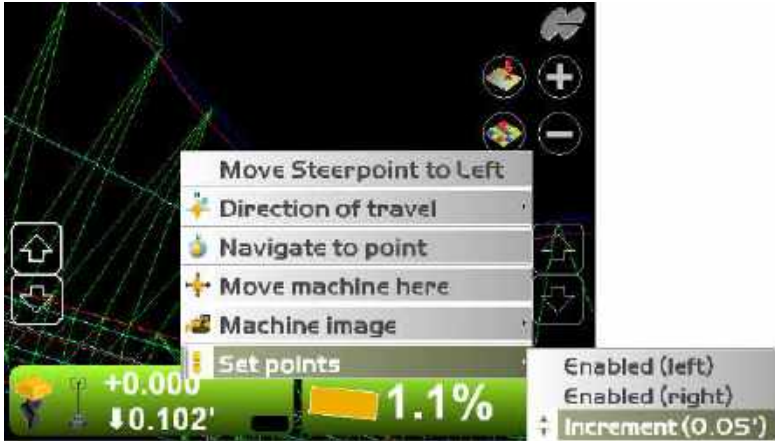 Move Steerpoint to Left
Direction of travel
Navigate to point
Move machine here
Machine image
Set points
Enabled (left)
Enabled (right)
Increment (0.05')
+0.000
⬇0.102'
1.1%